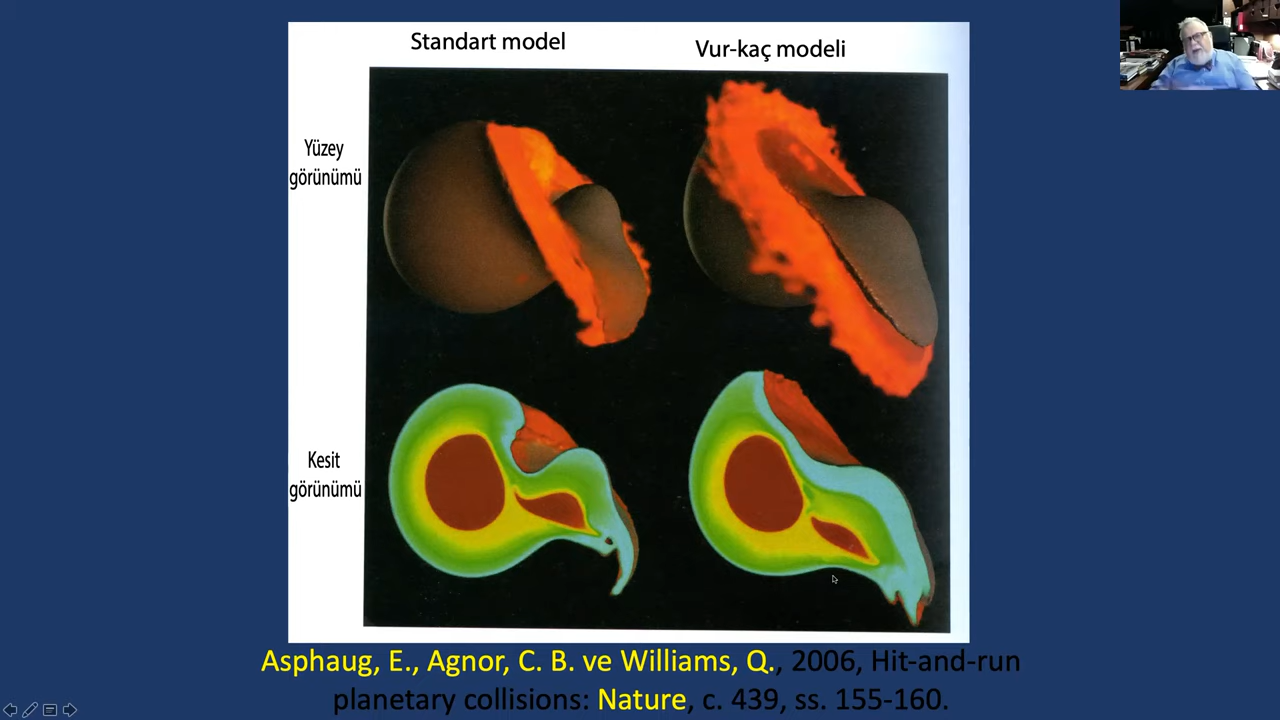 Standart model
Vur-kaç modeli
Yüzey
görünümü
Kesit
görünümü
Asphaug, E., Agnor, C. B. ve Williams, Q., 2006, Hit-and-run
planetary collisions: Nature, c. 439, ss. 155-160.